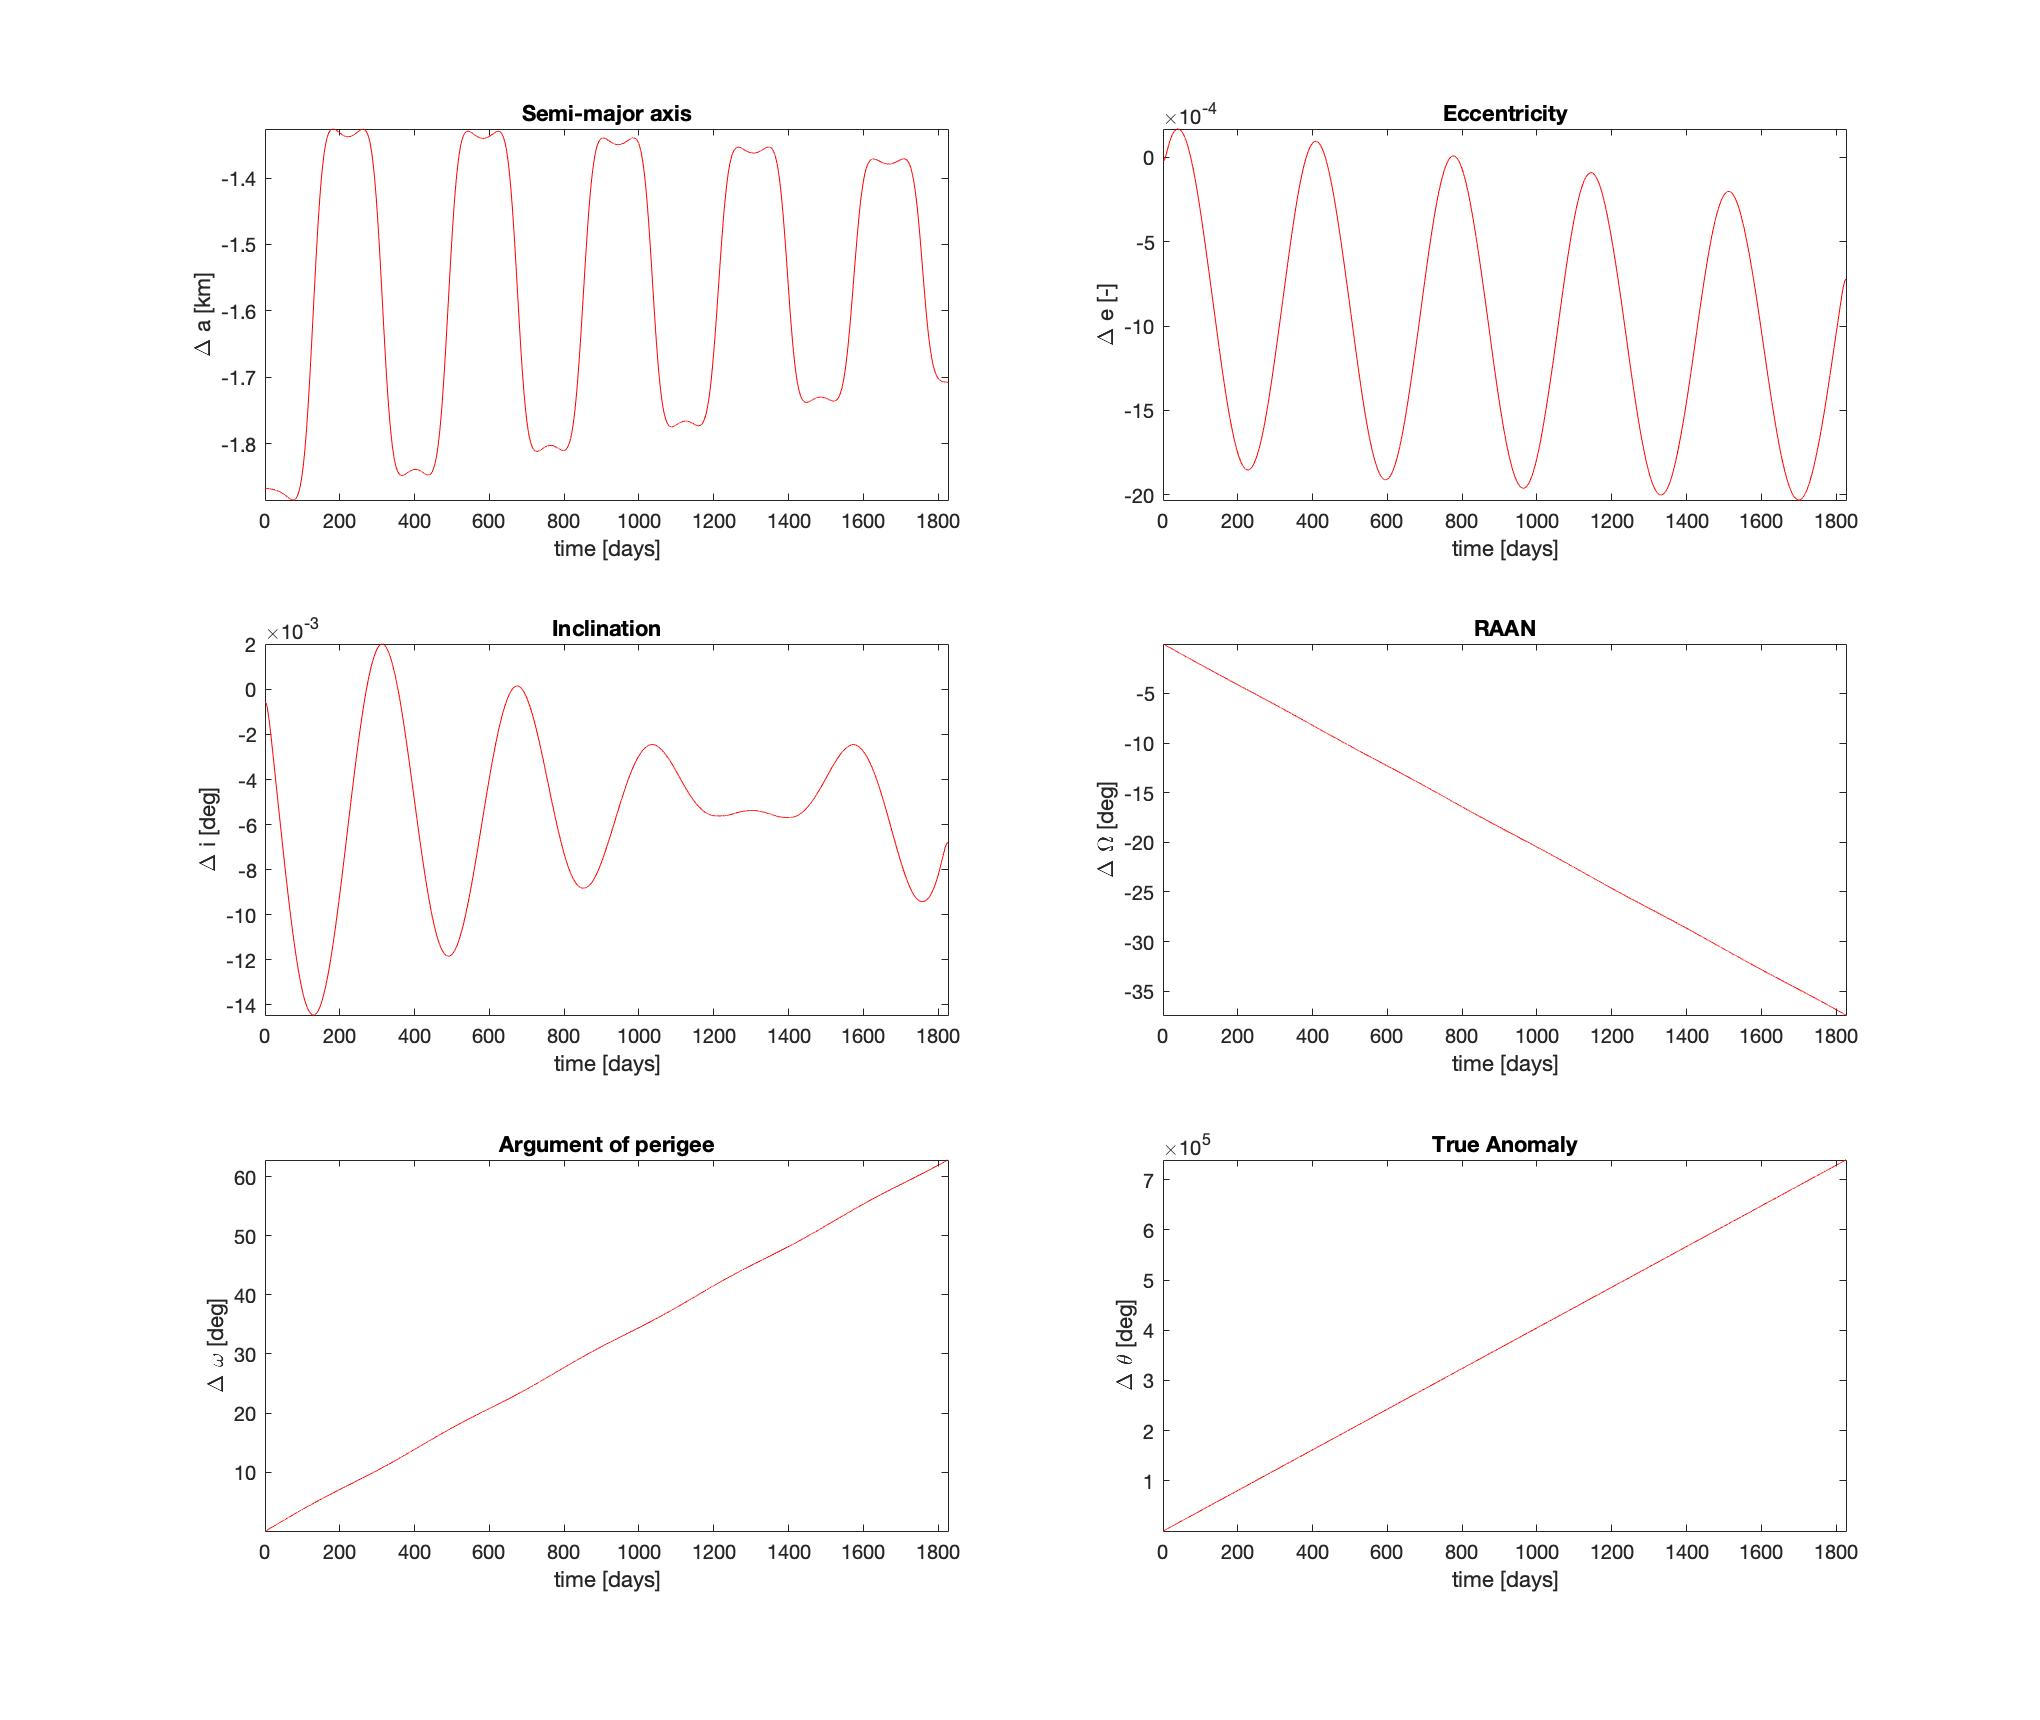 Semi-major axis
-1.4
-1.5
-1.6
-1.7
-1.8
Δ a [km]
0 200 400 600 800 1000 1200 1400 1600 1800
time [days]
Eccentricity
×10-4
0
-5
-10
-15
-20
Δ e [-]
0 200 400 600 800 1000 1200 1400 1600 1800
time [days]
Inclination
×10-3
2
0
-2
-4
-6
-8
-10
-12
-14
Δ i [deg]
0 200 400 600 800 1000 1200 1400 1600 1800
time [days]
RAAN
-5
-10
-15
-20
-25
-30
-35
Δ Ω [deg]
0 200 400 600 800 1000 1200 1400 1600 1800
time [days]
Argument of perigee
60
50
40
30
20
10
Δ ω [deg]
0 200 400 600 800 1000 1200 1400 1600 1800
time [days]
True Anomaly
×105
7
6
5
4
3
2
1
Δ θ [deg]
0 200 400 600 800 1000 1200 1400 1600 1800
time [days]